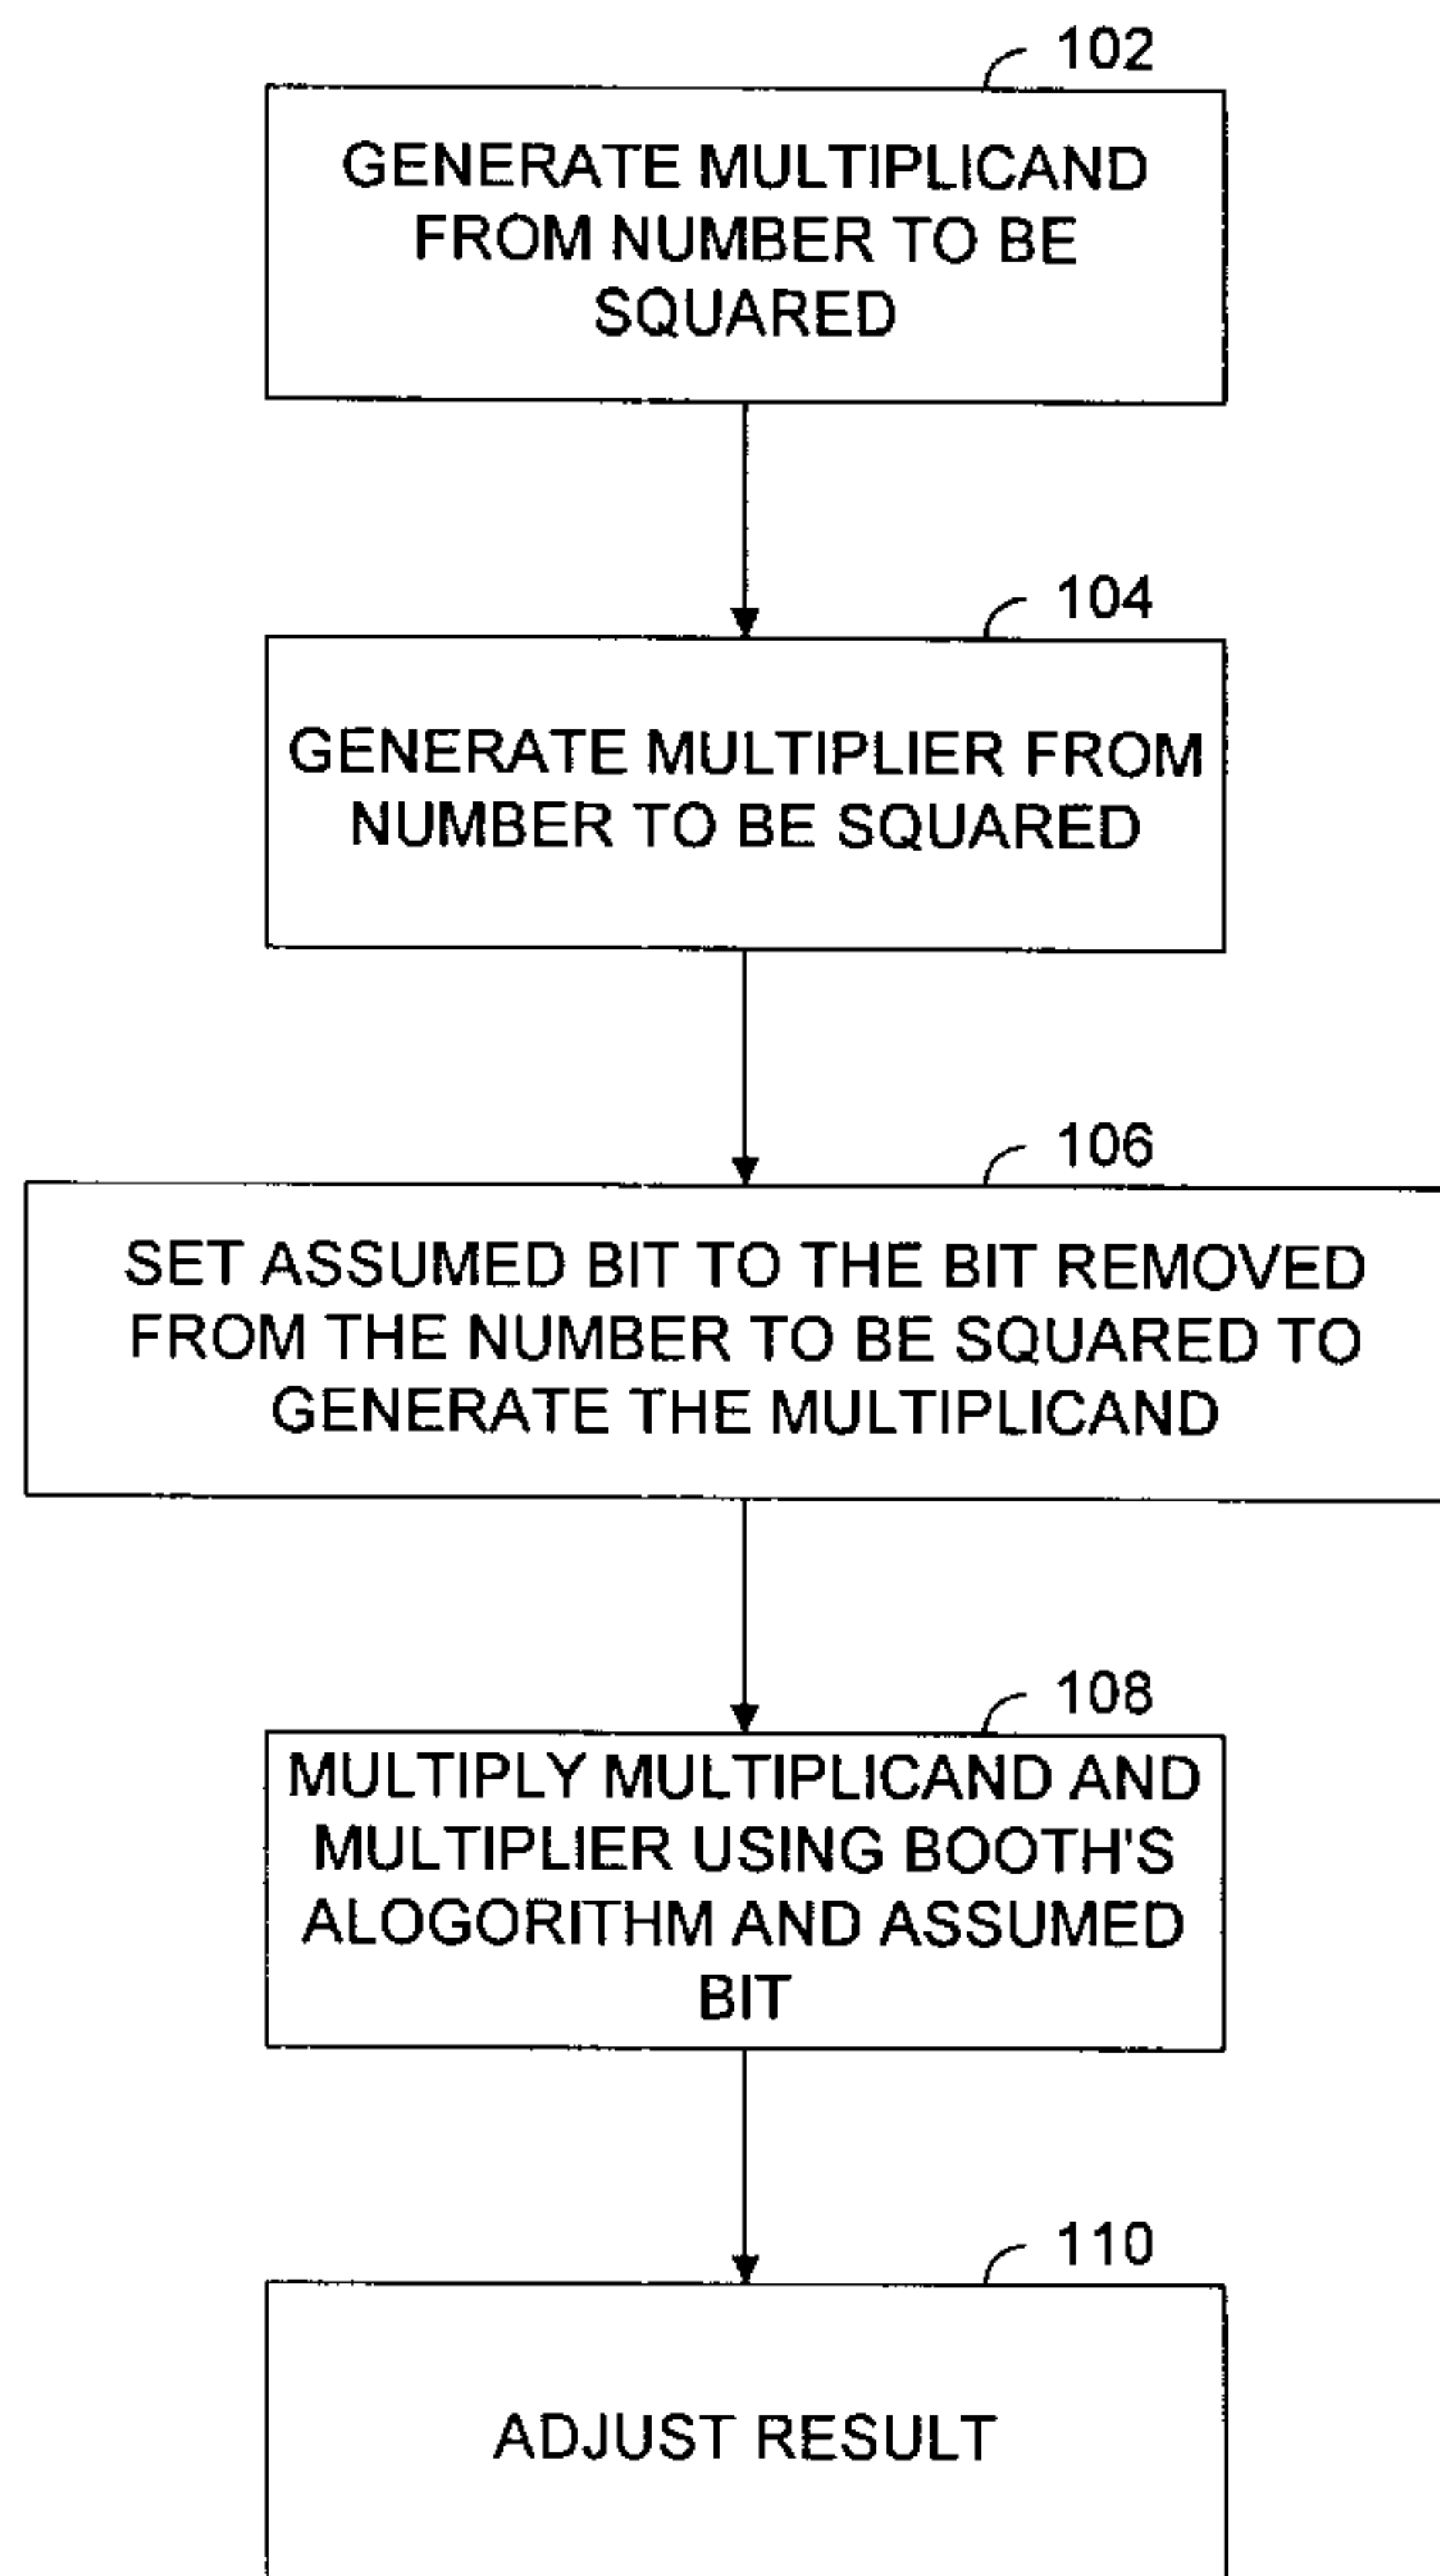 102
GENERATE MULTIPLICAND
FROM NUMBER TO BE
SQUARED
104
GENERATE MULTIPLIER FROM
NUMBER TO BE SQUARED
106
SET ASSUMED BIT TO THE BIT REMOVED
FROM THE NUMBER TO BE SQUARED TO
GENERATE THE MULTIPLICAND
108
MULTIPLY MULTIPLICAND AND
MULTIPLIER USING BOOTH'S
ALOGORITHM AND ASSUMED
BIT
110
ADJUST RESULT